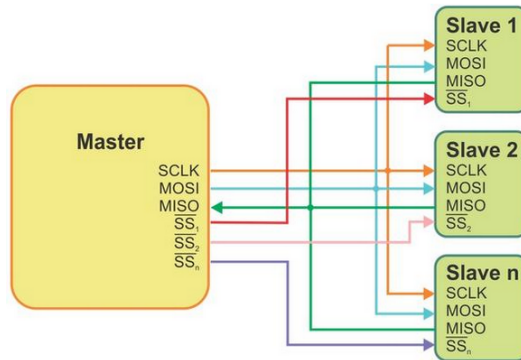 Master
SCLK
MOSI
MISO
SS1
SS2
SSn
Slave 1
SCLK
MOSI
MISO
SS1
Slave 2
SCLK
MOSI
MISO
SS2
Slave n
SCLK
MOSI
MISO
SSn